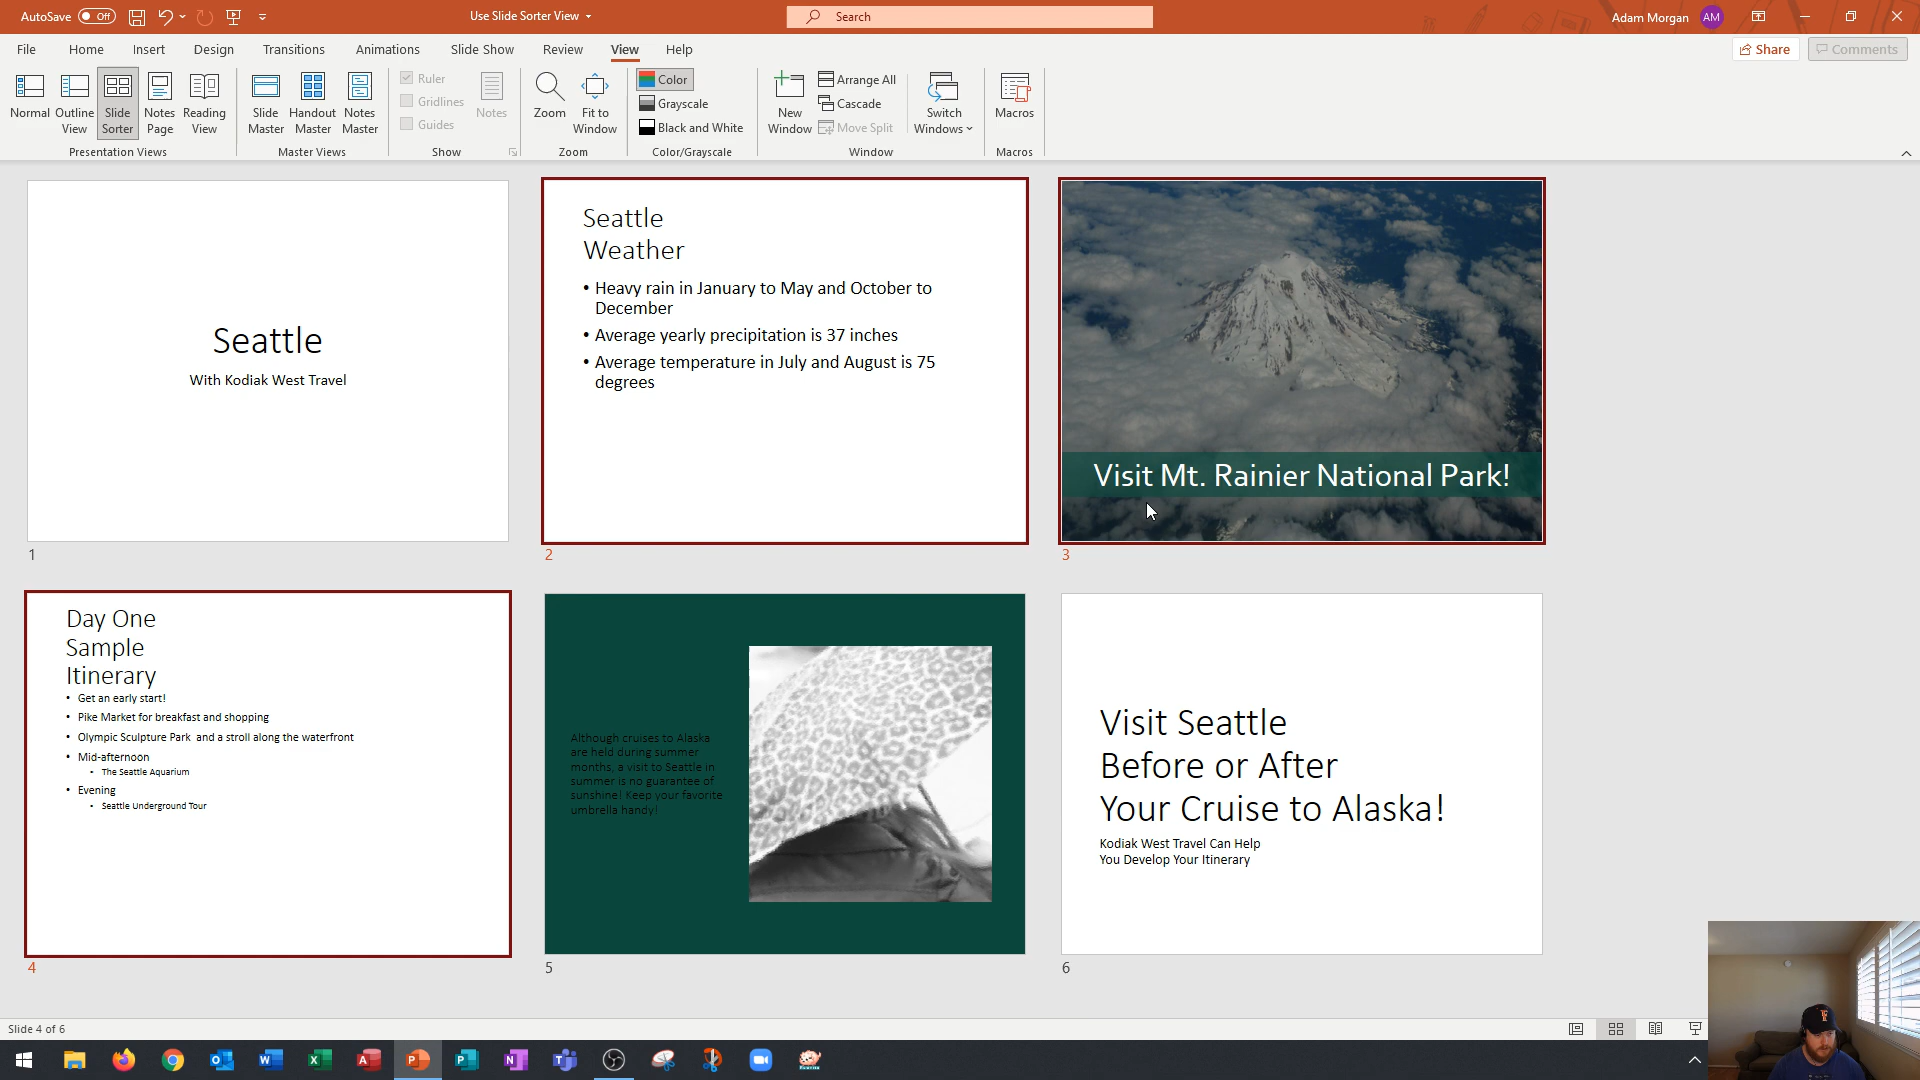 AutoSave Off
Use Slide Sorter View
Search
Adam Morgan AM
File Home Insert Design Transitions Animations Slide Show Review View Help
Share Comments
Normal
Outline View
Slide Sorter
Notes Page
Reading View
Presentation Views
Slide Master
Handout Master
Notes Master
Master Views
Ruler
Gridlines
Guides
Notes
Show
Zoom
Fit to Window
Zoom
Color
Grayscale
Black and White
Color/Grayscale
New Window
Arrange All
Cascade
Move Split
Switch Windows
Window
Macros
Macros
Seattle
With Kodiak West Travel
1
Seattle
Weather
• Heavy rain in January to May and October to
December
• Average yearly precipitation is 37 inches
• Average temperature in July and August is 75
degrees
2
Visit Mt. Rainier National Park!
3
Day One
Sample
Itinerary
• Get an early start!
• Pike Market for breakfast and shopping
• Olympic Sculpture Park and a stroll along the waterfront
• Mid-afternoon
• The Seattle Aquarium
• Evening
• Seattle Underground Tour
4
Although cruises to Alaska
are held during summer
months, a visit to Seattle in
summer is no guarantee of
sunshine! Keep your favorite
umbrella handy!
5
Visit Seattle
Before or After
Your Cruise to Alaska!
Kodiak West Travel Can Help
You Develop Your Itinerary
6
Slide 4 of 6